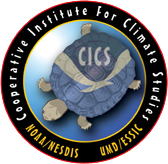 Cooperative Institute For Climate Studies
CICS
NOAA/NESDIS
UMD/ESSIC